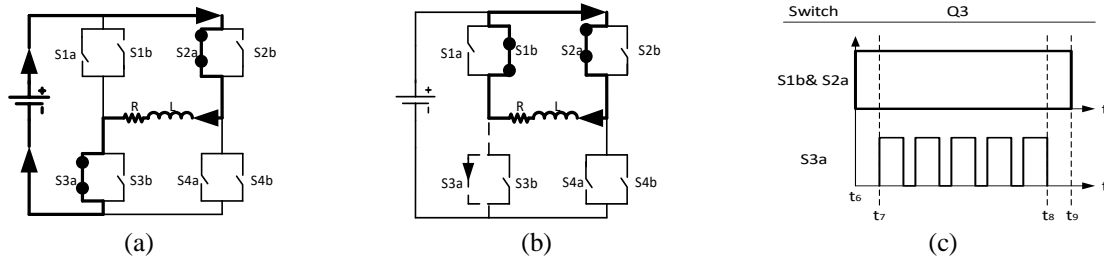 S1a
S1b
S2a
S2b
+
-
R
L
S3a
S3b
S4a
S4b
(a)
S1a
S1b
S2a
S2b
+
-
R
L
S3a
S3b
S4a
S4b
(b)
Switch
Q3
S1b& S2a
t
S3a
t
t6
t7
t8
t9
(c)